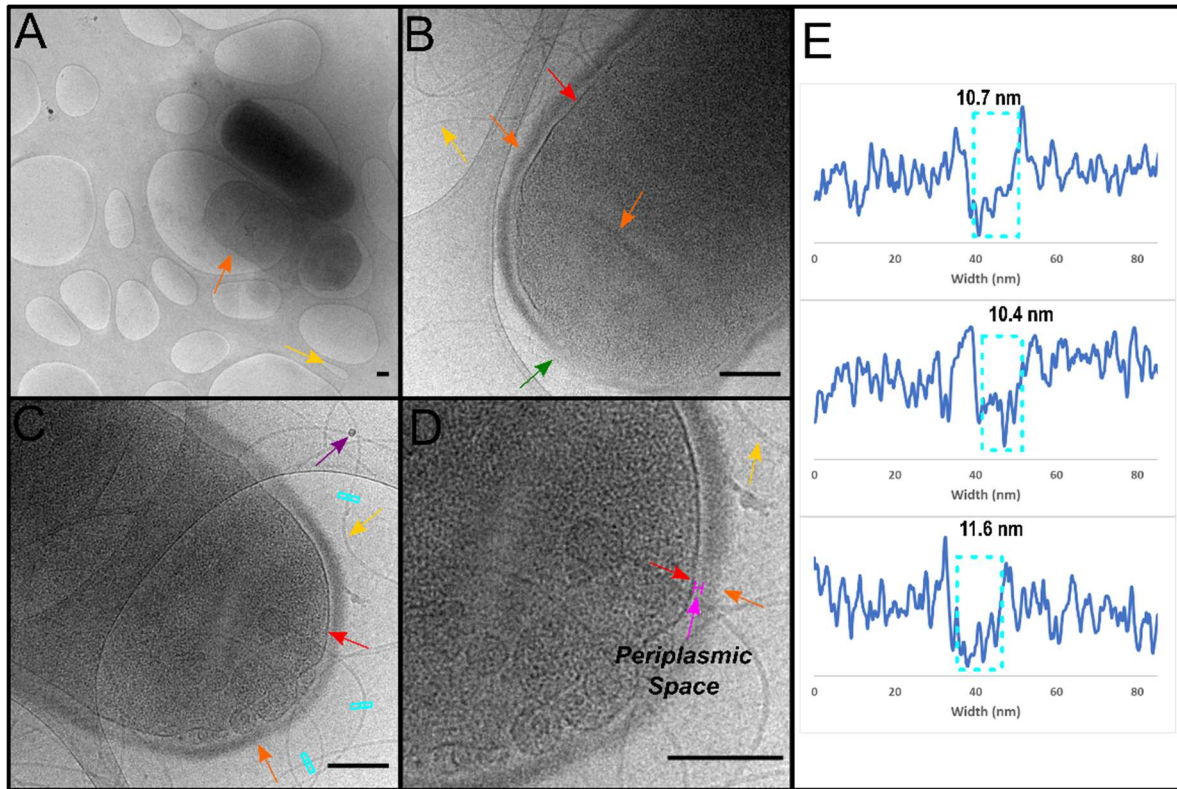 A
B
C
D
Periplasmic
Space
E
10.7 nm
0 20 40 60 80
Width (nm)
10.4 nm
0 20 40 60 80
Width (nm)
11.6 nm
0 20 40 60 80
Width (nm)